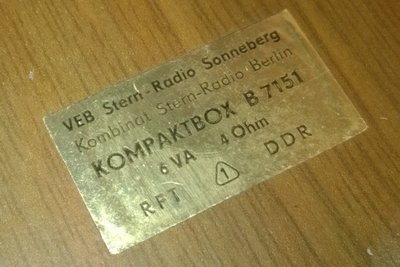 VEB Stern-Radio Sonneberg
Kombinat Stern-Radio Berlin
KOMPAKTBOX B 7151
6 VA 4 Ohm
RFT 1 DDR